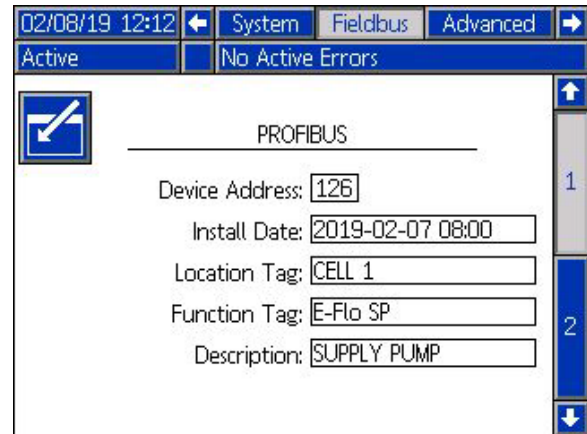 02/08/19 12:12 System Fieldbus Advanced
Active No Active Errors
PROFIBUS
1
Device Address: 126
Install Date: 2019-02-07 08:00
Location Tag: CELL 1
Function Tag: E-Flo SP
2
Description: SUPPLY PUMP